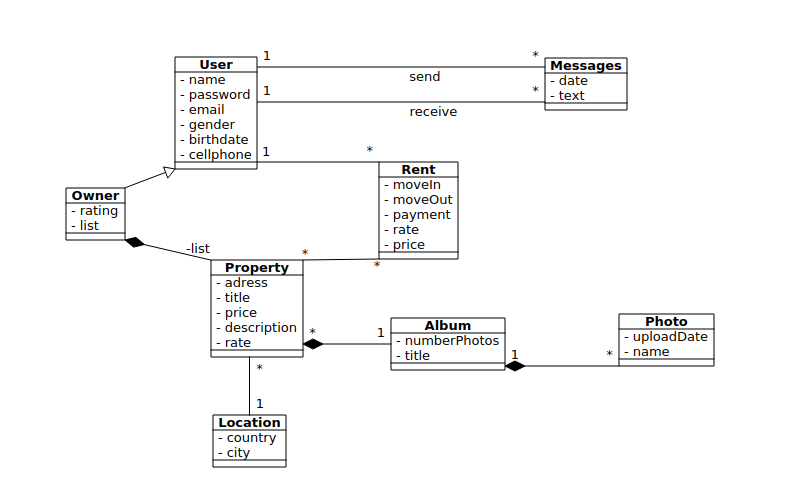 User
- name
- password
- email
- gender
- birthdate
- cellphone
1
*
send
1
*
receive
Messages
- date
- text
1
*
Rent
- moveIn
- moveOut
- payment
- rate
- price
Owner
- rating
- list
-list
*
*
Property
- adress
- title
- price
- description
- rate
*
1
Album
- numberPhotos
- title
1
*
Photo
- uploadDate
- name
*
1
Location
- country
- city